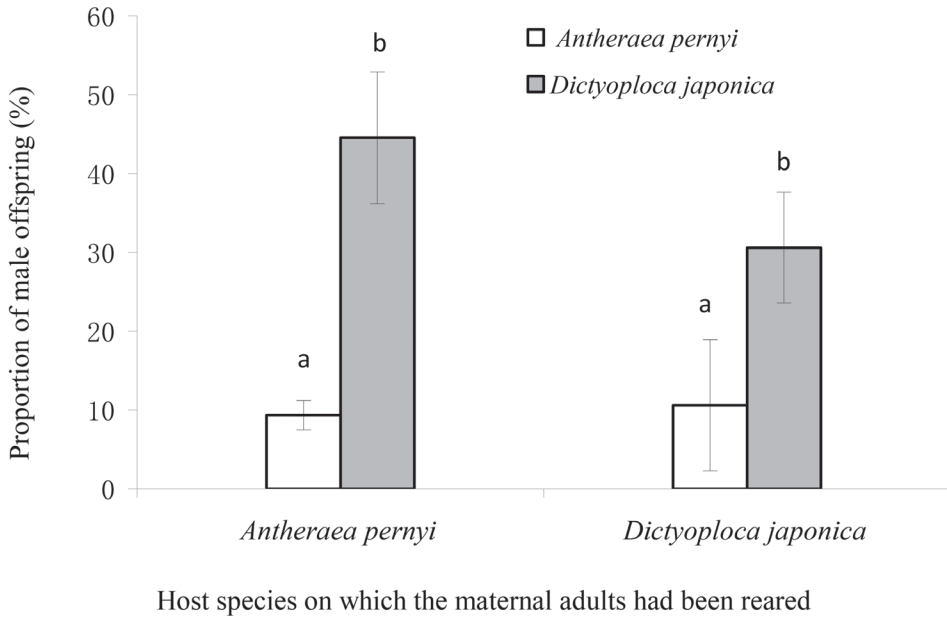 Proportion of male offspring (%)
60
50
40
30
20
10
0
a
b
a
b
Antheraea pernyi
Dictyoploca japonica
Antheraea pernyi
Dictyoploca japonica
Host species on which the maternal adults had been reared